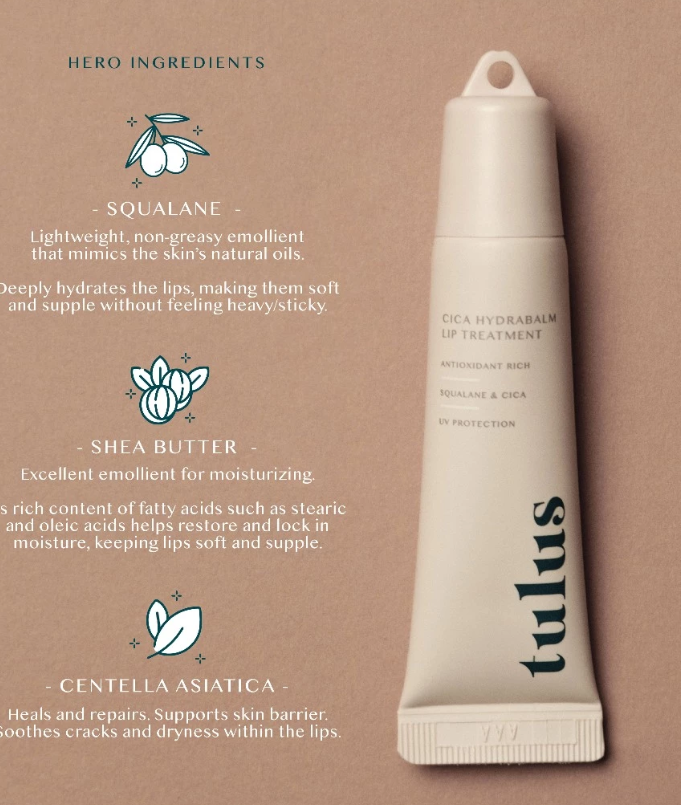 HERO INGREDIENTS
- SQUALANE -
Lightweight, non-greasy emollient
that mimics the skin's natural oils.
Deeply hydrates the lips, making them soft
and supple without feeling heavy/sticky.
- SHEA BUTTER -
Excellent emollient for moisturizing.
s rich content of fatty acids such as stearic
and oleic acids helps restore and lock in
moisture, keeping lips soft and supple.
- CENTELLA ASIATICA -
Heals and repairs. Supports skin barrier.
Soothes cracks and dryness within the lips.
CICA HYDRABALM
LIP TREATMENT
ANTIOXIDANT RICH
SQUALANE & CICA
UV PROTECTION
tulus